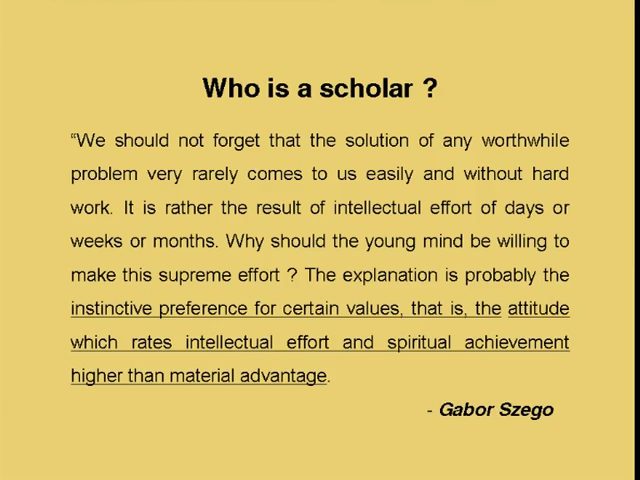 Who is a scholar ?
“We should not forget that the solution of any worthwhile
problem very rarely comes to us easily and without hard
work. It is rather the result of intellectual effort of days or
weeks or months. Why should the young mind be willing to
make this supreme effort ? The explanation is probably the
instinctive preference for certain values, that is, the attitude
which rates intellectual effort and spiritual achievement
higher than material advantage.
- Gabor Szego